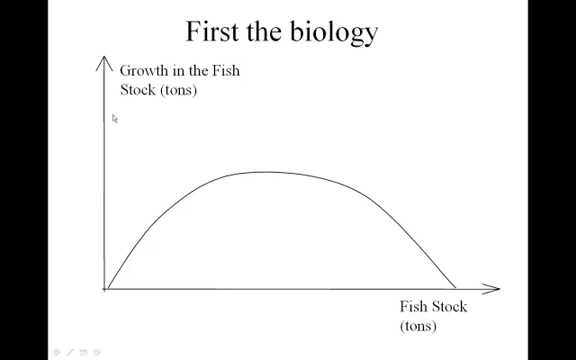 First the biology
Growth in the Fish
Stock (tons)
Fish Stock
(tons)